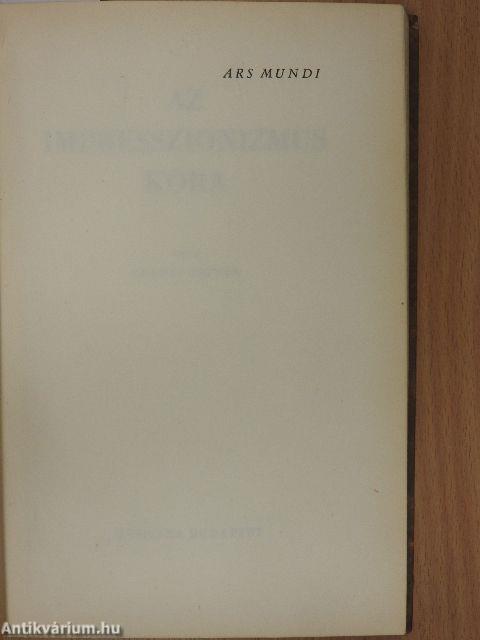 ARS MUNDI
AZ
IMPRESSZIONIZMUS
KORA
Antikvárium.hu